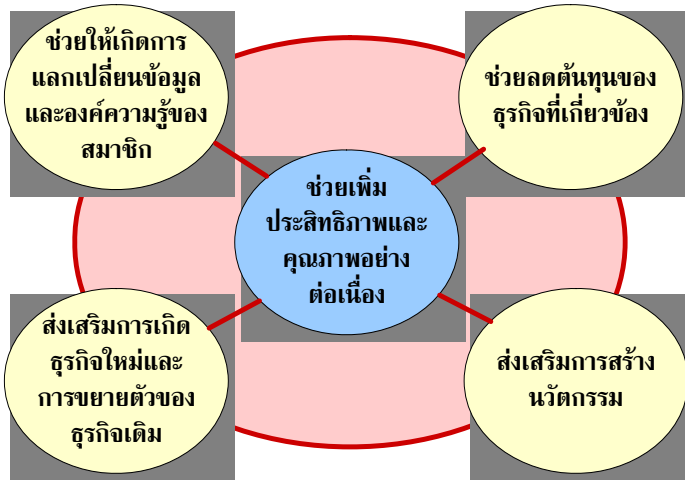 ช่วยให้เกิดการ
แลกเปลี่ยนข้อมูล
และองค์ความรู้ของ
สมาชิก
ช่วยลดต้นทุนของ
ธุรกิจที่เกี่ยวข้อง
ช่วยเพิ่ม
ประสิทธิภาพและ
คุณภาพอย่าง
ต่อเนื่อง
ส่งเสริมการเกิด
ธุรกิจใหม่และ
การขยายตัวของ
ธุรกิจเดิม
ส่งเสริมการสร้าง
นวัตกรรม